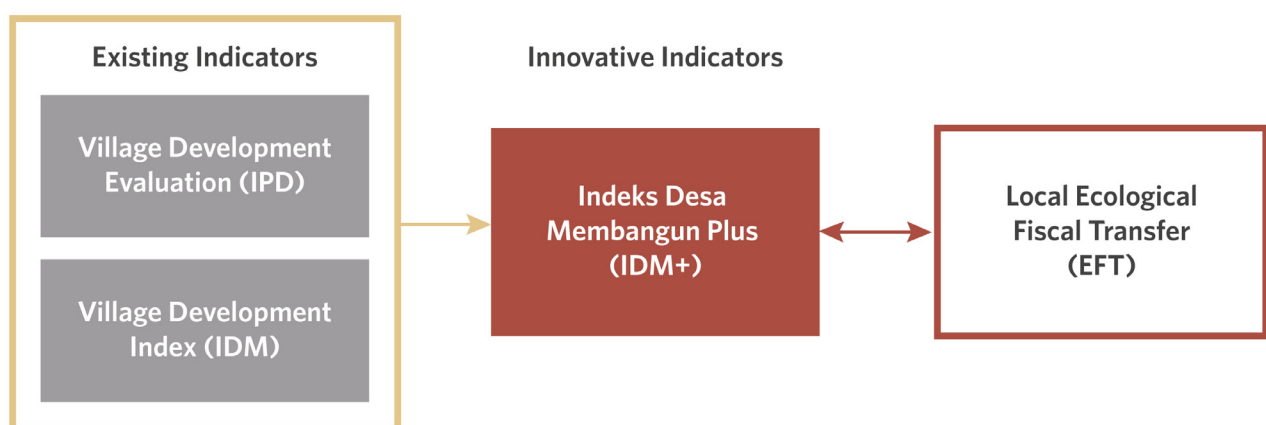 Existing Indicators
Village Development
Evaluation (IPD)
Village Development
Index (IDM)
Innovative Indicators
Indeks Desa
Membangun Plus
(IDM+)
Local Ecological
Fiscal Transfer
(EFT)